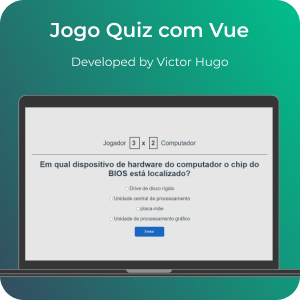 Jogo Quiz com Vue
Developed by Victor Hugo
Jogador 3 x 2 Computador
Em qual dispositivo de hardware do computador o chip do
BIOS está localizado?
Drive de disco rígido
Unidade central de processamento
placa-mãe
Unidade de processamento gráfico
Enviar